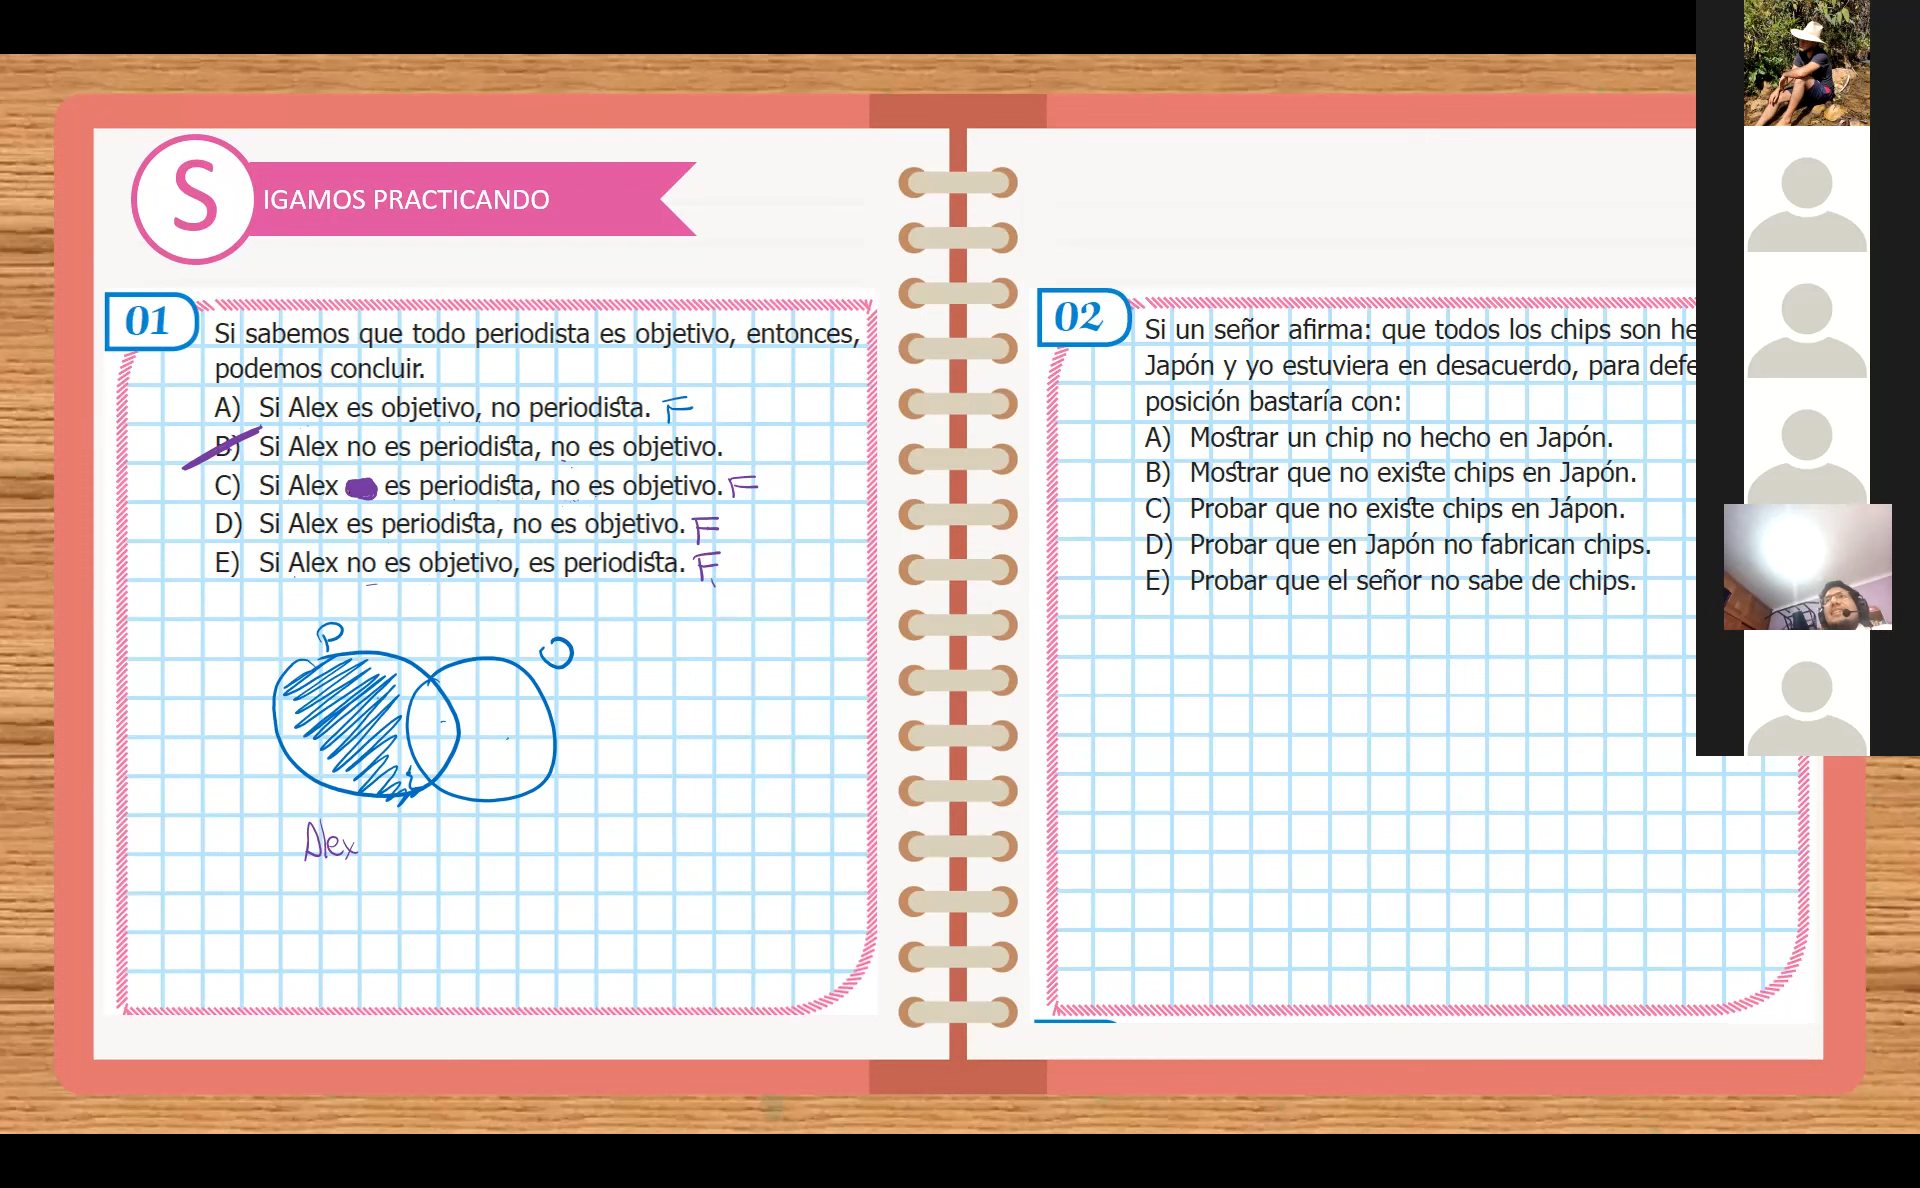 SIGAMOS PRACTICANDO
01
Si sabemos que todo periodista es objetivo, entonces,
podemos concluir.
A) Si Alex es objetivo, no periodista. F
B) Si Alex no es periodista, no es objetivo.
C) Si Alex es periodista, no es objetivo. F
D) Si Alex es periodista, no es objetivo. F
E) Si Alex no es objetivo, es periodista. F
P
O
Alex
02
Si un señor afirma: que todos los chips son he
Japón y yo estuviera en desacuerdo, para defe
posición bastaría con:
A) Mostrar un chip no hecho en Japón.
B) Mostrar que no existe chips en Japón.
C) Probar que no existe chips en Jápon.
D) Probar que en Japón no fabrican chips.
E) Probar que el señor no sabe de chips.